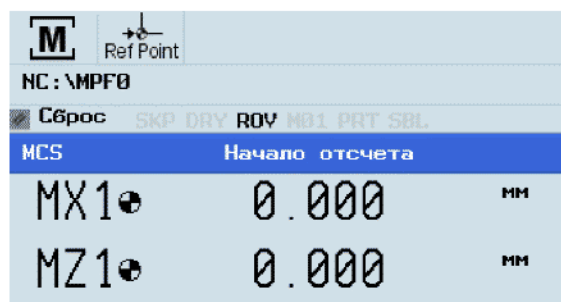 M
Ref Point
NC:\MPF0
Сброс SKP DRY ROV M01 PRT SBL
MCS Начало отсчета
MX1 0.000 мм
MZ1 0.000 мм